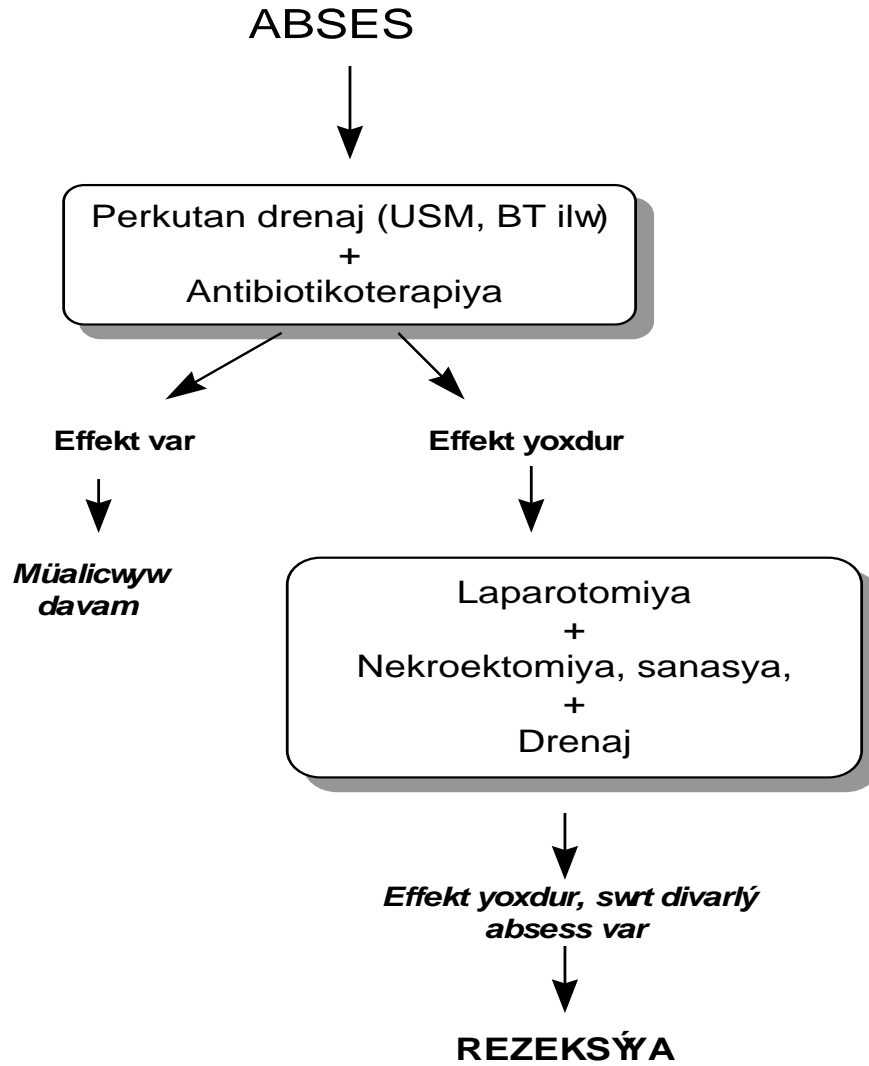 ABSES
Perkutan drenaj (USM, BT ilw)
+
Antibiotikoterapiya
Effekt var
Effekt yoxdur
Müalicwyw
davam
Laparotomiya
+
Nekroektomiya, sanasya,
+
Drenaj
Effekt yoxdur, swrt divarlý
absess var
REZEKSÝYA